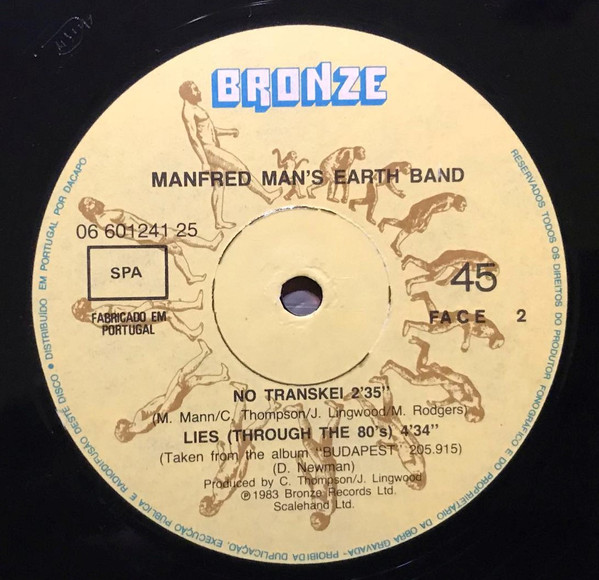 BRONZE
MANFRED MAN'S EARTH BAND
06 601241 25
SPA
FABRICADO EM
PORTUGAL
45
FACE 2
NO TRANSKEI 2'35"
(M. Mann/C. Thompson/J. Lingwood/M. Rodgers)
LIES (THROUGH THE 80's) 4'34"
(Taken from the album "BUDAPEST" 205.915)
(D. Newman)
Produced by C. Thompson/J. Lingwood
℗ 1983 Bronze Records Ltd.
Scalehand Ltd.
RESERVADOS TODOS OS DIREITOS DO PRODUTOR FONOGRÁFICO E DO PROPRIETÁRIO DA OBRA GRAVADA - PROIBIDA DUPLICAÇÃO, EXECUÇÃO PÚBLICA E RADIODIFUSÃO DESTE DISCO • DISTRIBUÍDO EM PORTUGAL POR DACAPO